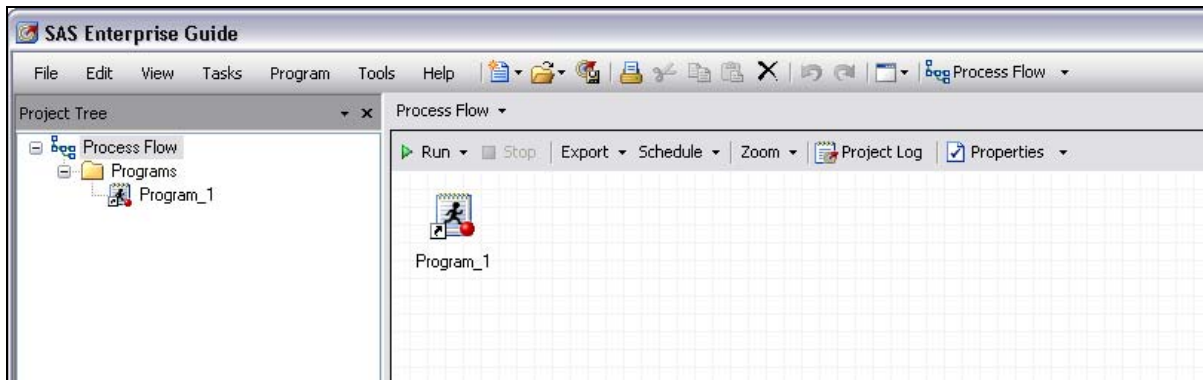 SAS Enterprise Guide
File Edit View Tasks Program Tools Help Process Flow
Project Tree
Process Flow
Programs
Program_1
Process Flow
Run Stop Export Schedule Zoom Project Log Properties
Program_1